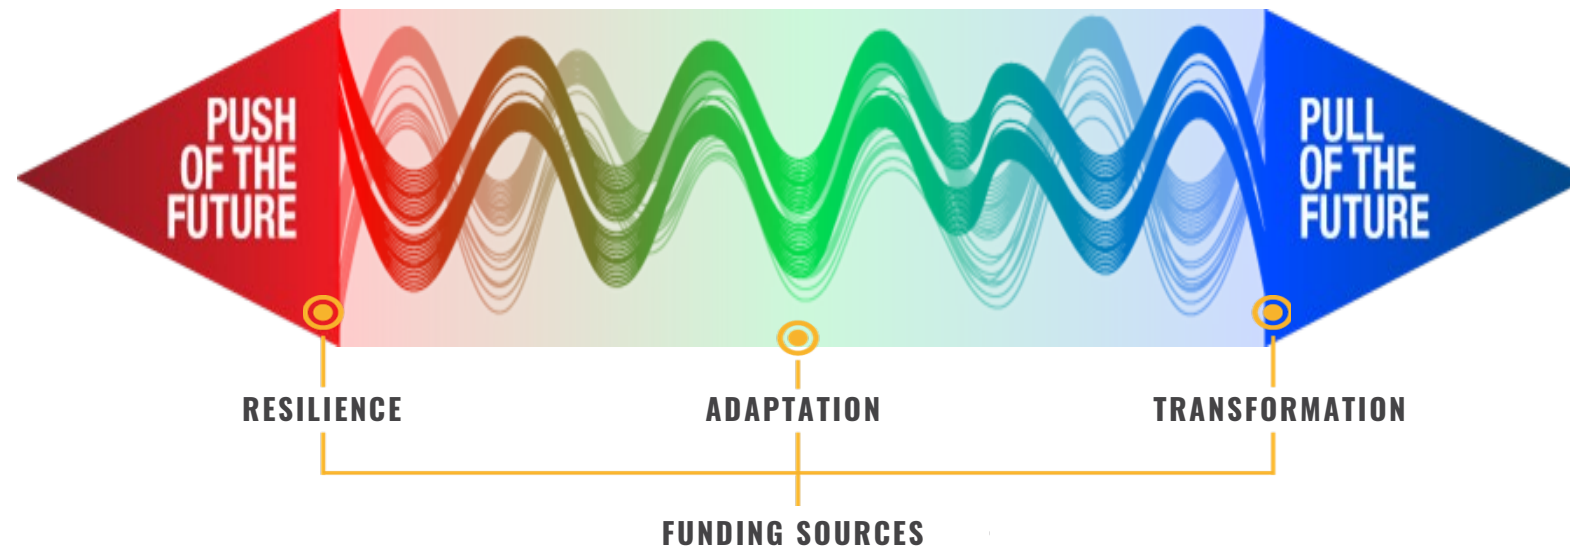 PUSH
OF THE
FUTURE
PULL
OF THE
FUTURE
RESILIENCE
ADAPTATION
TRANSFORMATION
FUNDING SOURCES